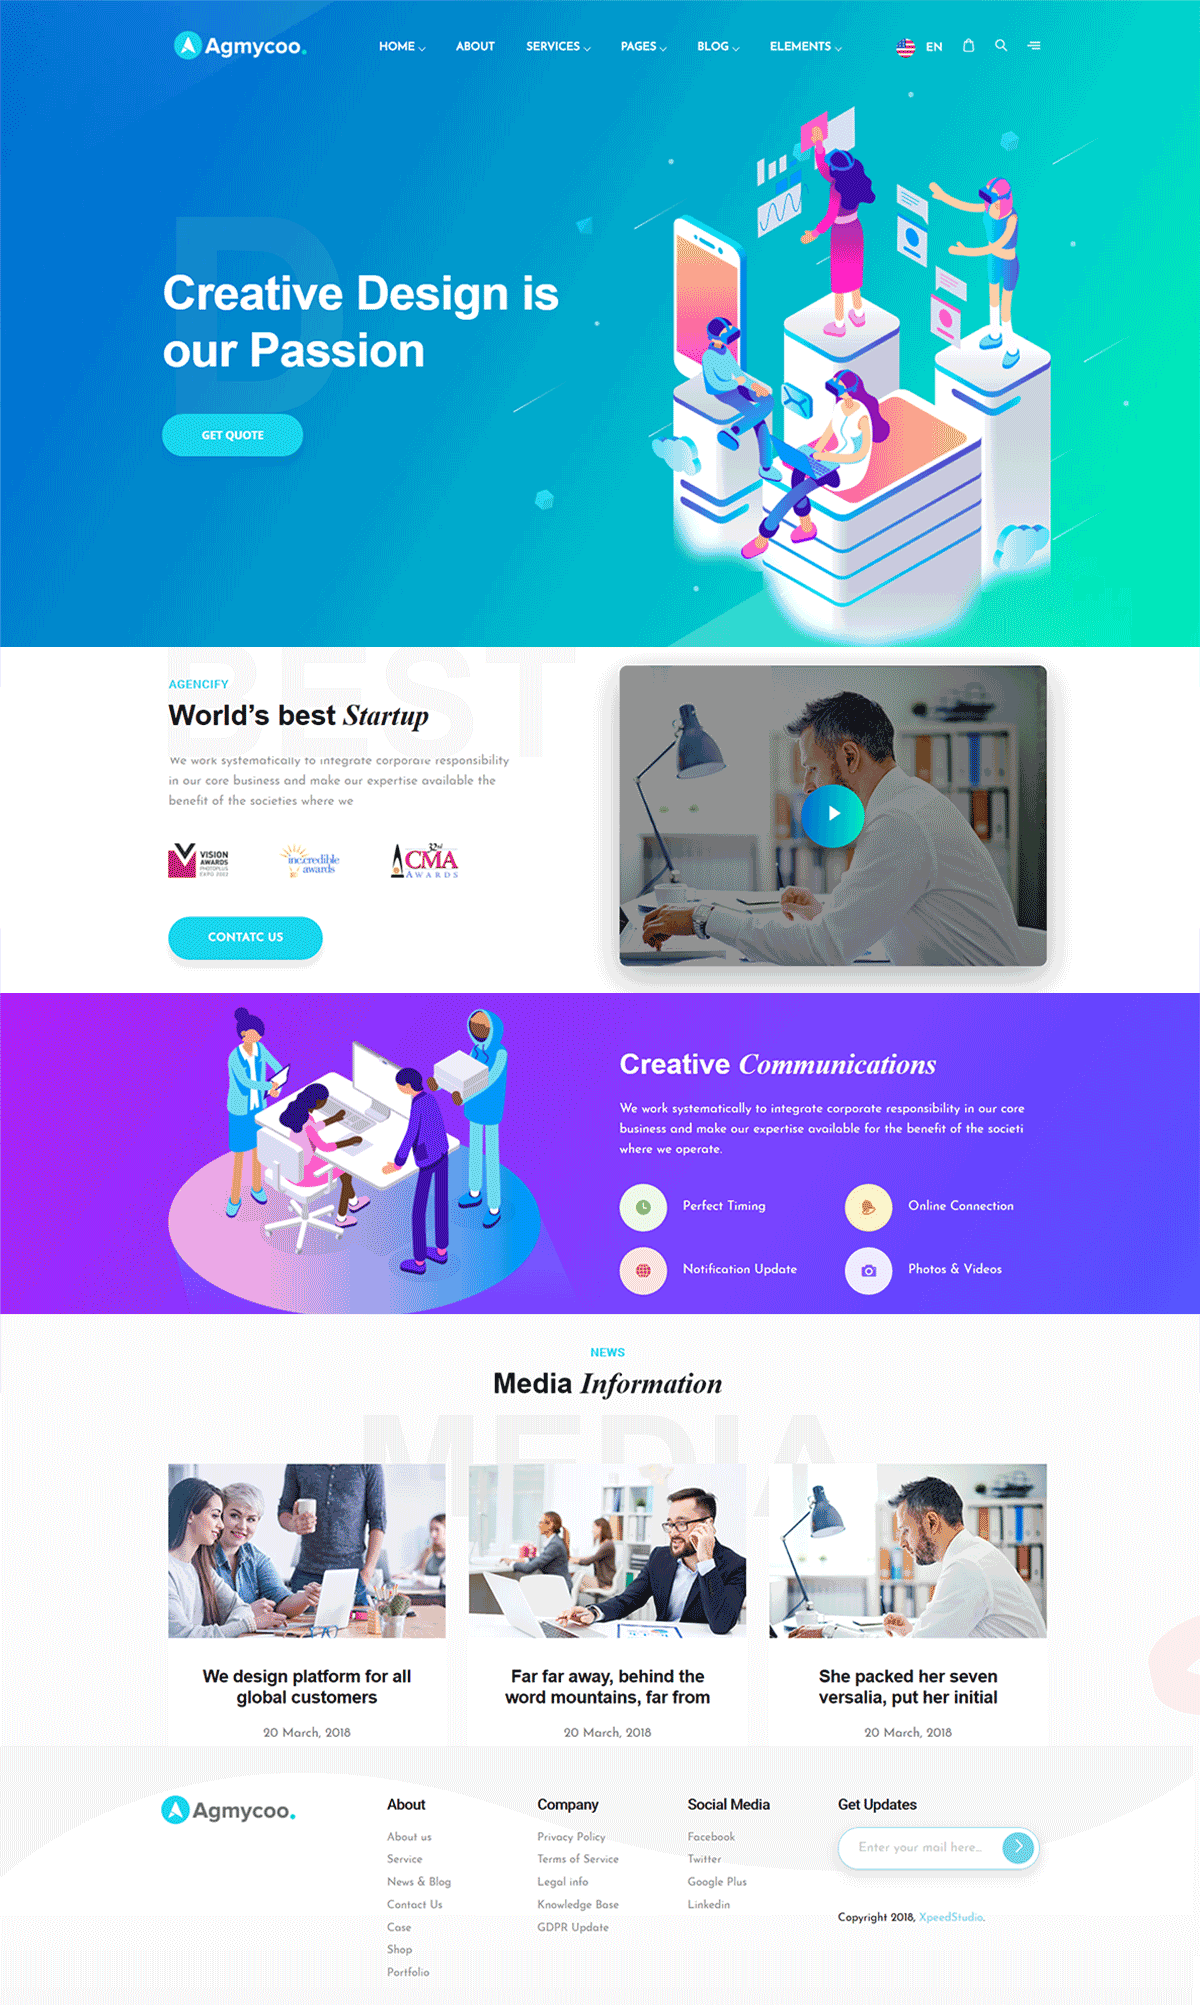 Agmycoo.
HOME ABOUT SERVICES PAGES BLOG ELEMENTS EN
D
Creative Design is
our Passion
GET QUOTE
BEST
AGENCIFY
World's best Startup
We work systematically to integrate corporate responsibility
in our core business and make our expertise available the
benefit of the societies where we
VISION
AWARDS
PHOTOPLUS
EXPO 2022
inc.credible
awards
32nd
CMA
AWARDS
CONTATC US
Creative Communications
We work systematically to integrate corporate responsibility in our core
business and make our expertise available for the benefit of the societi
where we operate.
Perfect Timing
Online Connection
Notification Update
Photos & Videos
NEWS
Media Information
MEDIA
We design platform for all
global customers
20 March, 2018
Far far away, behind the
word mountains, far from
20 March, 2018
She packed her seven
versalia, put her initial
20 March, 2018
Agmycoo.
About
About us
Service
News & Blog
Contact Us
Case
Shop
Portfolio
Company
Privacy Policy
Terms of Service
Legal info
Knowledge Base
GDPR Update
Social Media
Facebook
Twitter
Google Plus
Linkedin
Get Updates
Enter your mail here...
Copyright 2018, XpeedStudio.